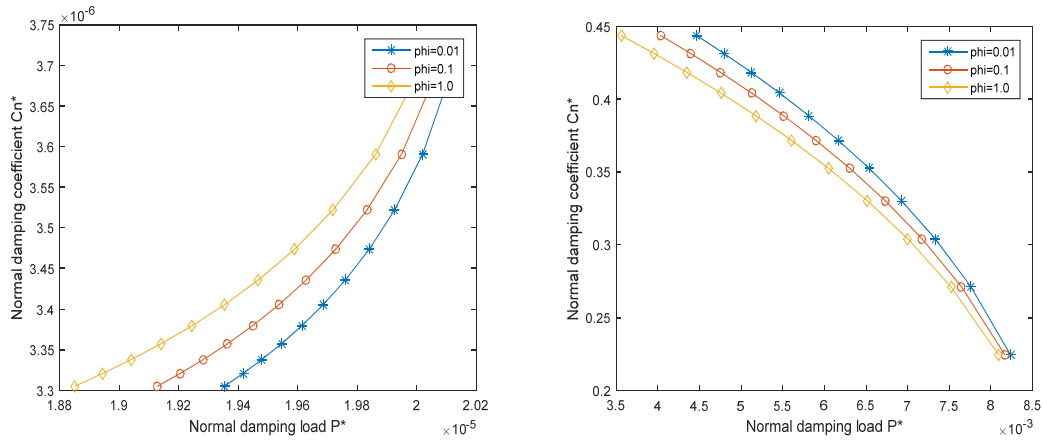 ×10^-6
3.75
3.7
3.65
3.6
3.55
3.5
3.45
3.4
3.35
3.3
Normal damping coefficient Cn*
phi=0.01
phi=0.1
phi=1.0
1.88 1.9 1.92 1.94 1.96 1.98 2 2.02
Normal damping load P*
×10^-5
0.45
0.4
0.35
0.3
0.25
0.2
Normal damping coefficient Cn*
phi=0.01
phi=0.1
phi=1.0
3.5 4 4.5 5 5.5 6 6.5 7 7.5 8 8.5
Normal damping load P*
×10^-3